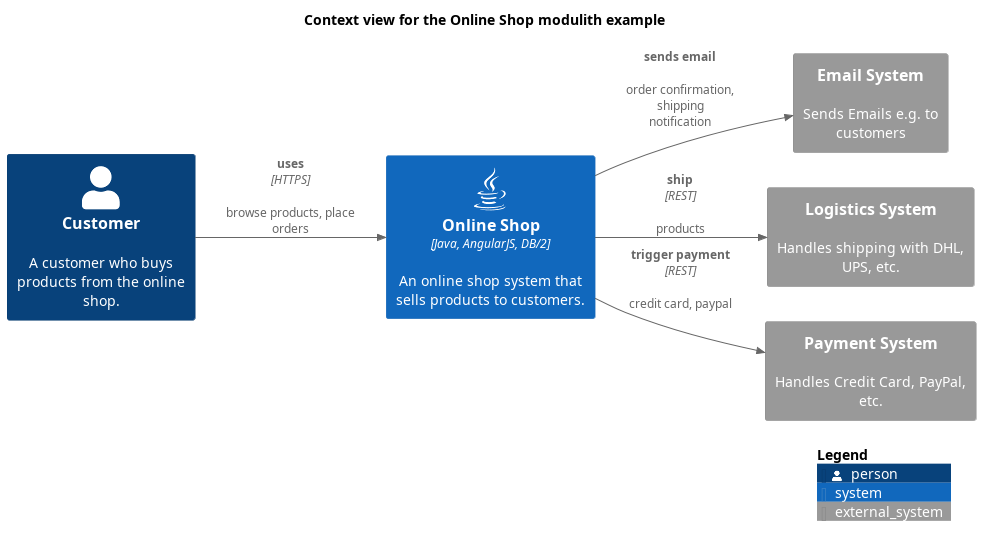 Context view for the Online Shop modulith example
Customer
A customer who buys
products from the online
shop.
uses
[HTTPS]
browse products, place
orders
Online Shop
[Java, AngularJS, DB/2]
An online shop system that
sells products to customers.
sends email
order confirmation,
shipping
notification
ship
[REST]
products
trigger payment
[REST]
credit card, paypal
Email System
Sends Emails e.g. to
customers
Logistics System
Handles shipping with DHL,
UPS, etc.
Payment System
Handles Credit Card, PayPal,
etc.
Legend
person
system
external_system